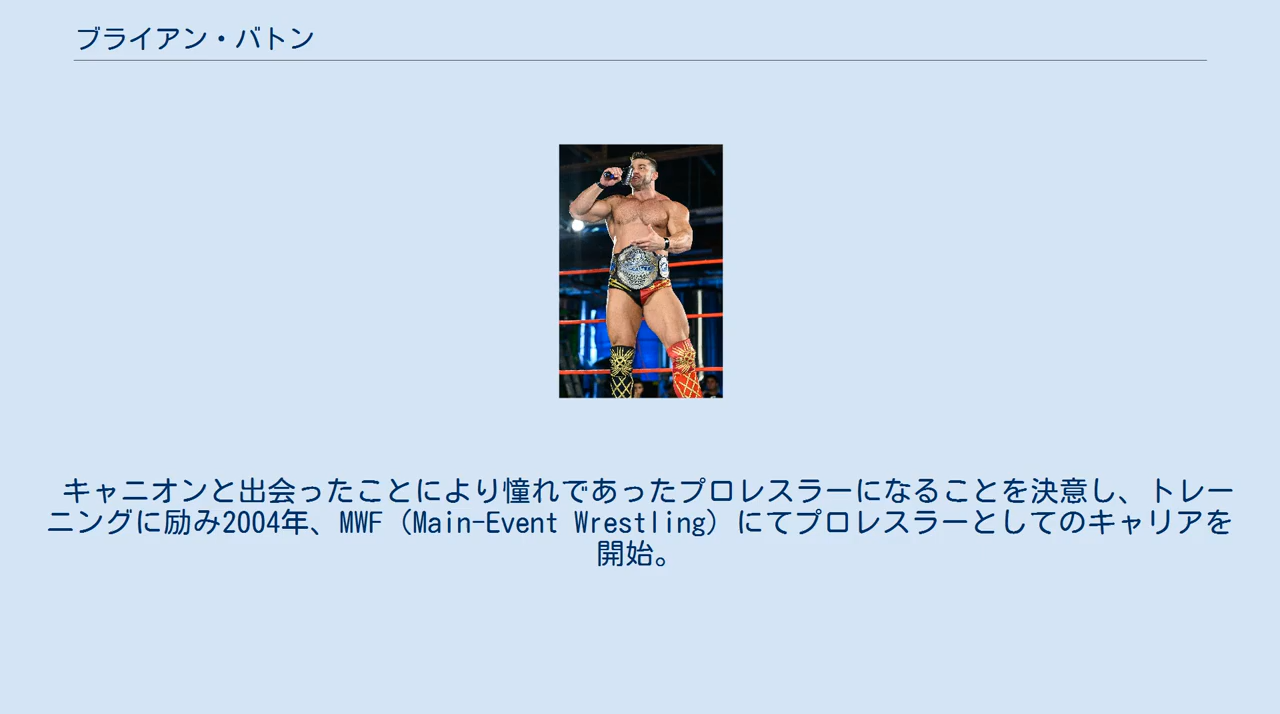 ブライアン・バトン
キャニオンと出会ったことにより憧れであったプロレスラーになることを決意し、トレー
ニングに励み2004年、MWF（Main-Event Wrestling）にてプロレスラーとしてのキャリアを
開始。